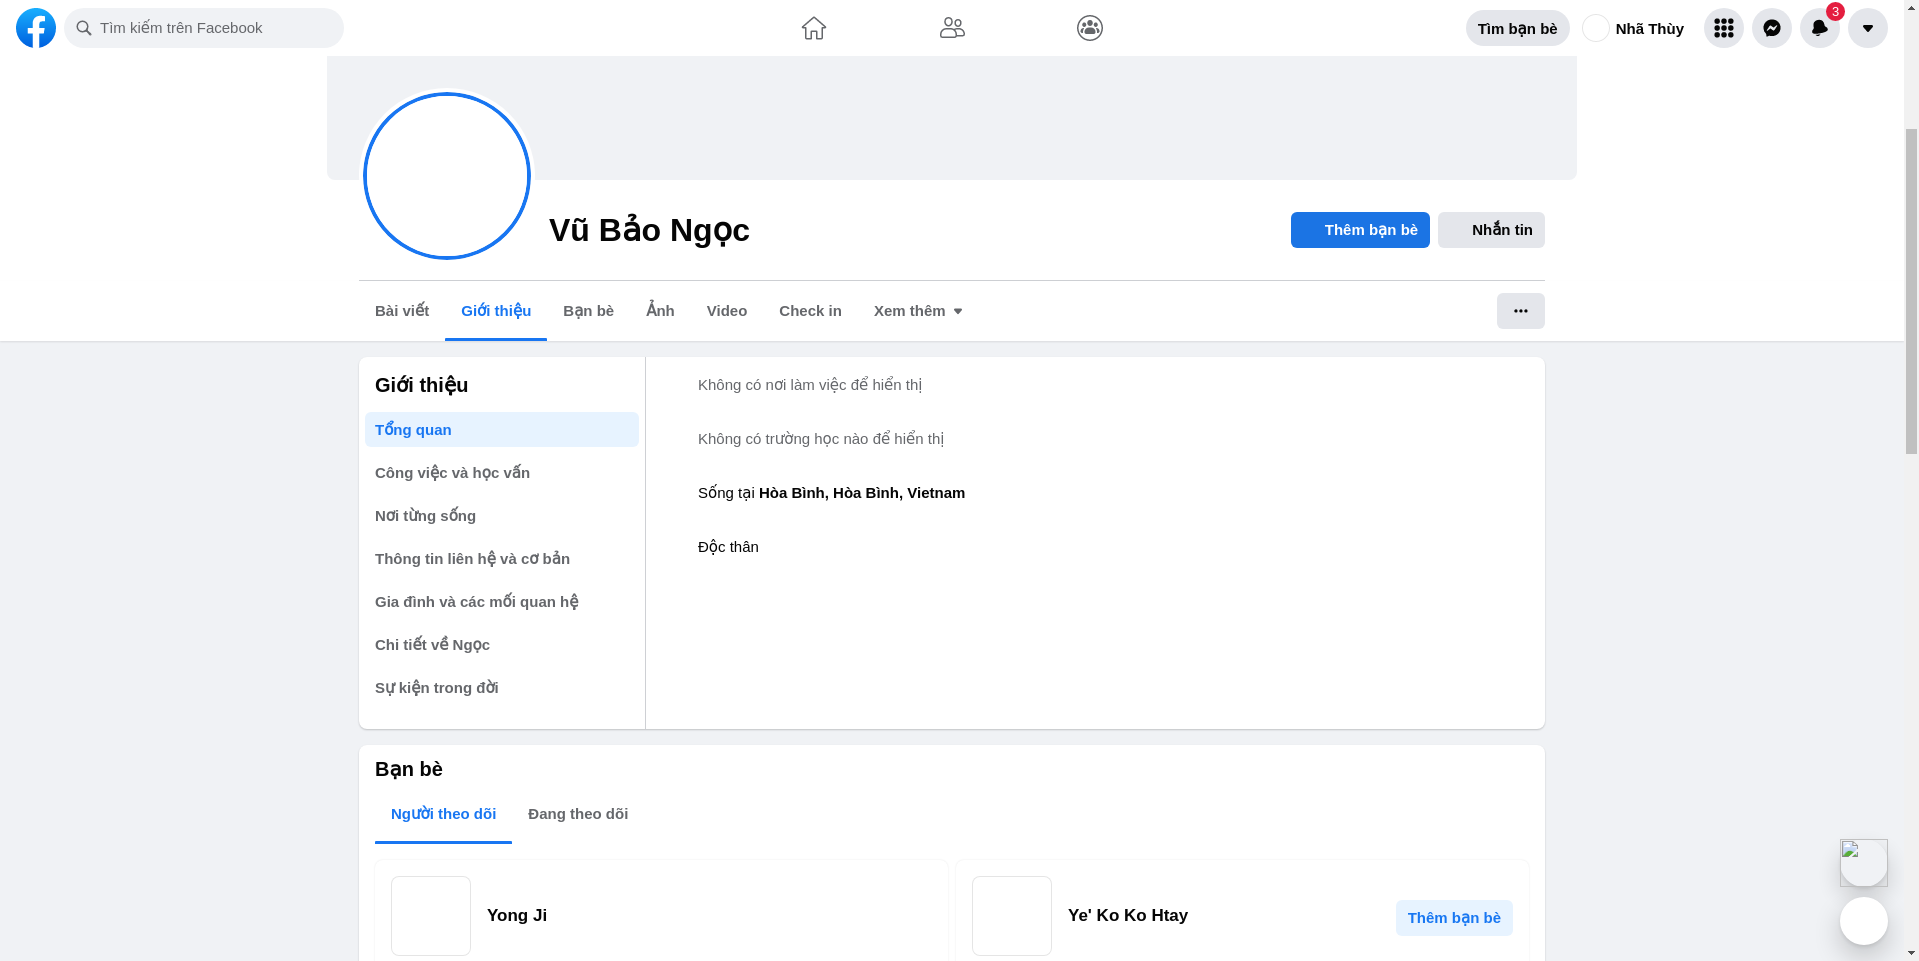 Tìm kiếm trên Facebook
Tìm bạn bè
Nhã Thùy
3
Vũ Bảo Ngọc
Thêm bạn bè
Nhắn tin
Bài viết
Giới thiệu
Bạn bè
Ảnh
Video
Check in
Xem thêm
Giới thiệu
Tổng quan
Công việc và học vấn
Nơi từng sống
Thông tin liên hệ và cơ bản
Gia đình và các mối quan hệ
Chi tiết về Ngọc
Sự kiện trong đời
Không có nơi làm việc để hiển thị
Không có trường học nào để hiển thị
Sống tại Hòa Bình, Hòa Bình, Vietnam
Độc thân
Bạn bè
Người theo dõi
Đang theo dõi
Yong Ji
Ye' Ko Ko Htay
Thêm bạn bè